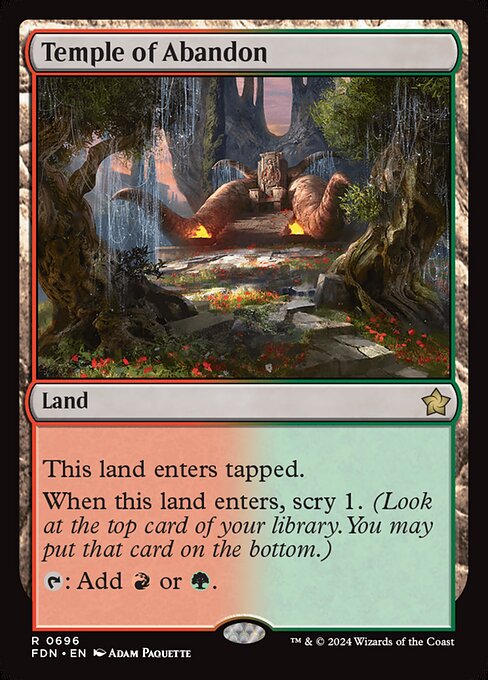 Temple of Abandon
Land
This land enters tapped.
When this land enters, scry 1. (Look
at the top card of your library. You may
put that card on the bottom.)
: Add or .
R 0696
FDN • EN Adam Paquette
™ & © 2024 Wizards of the Coast